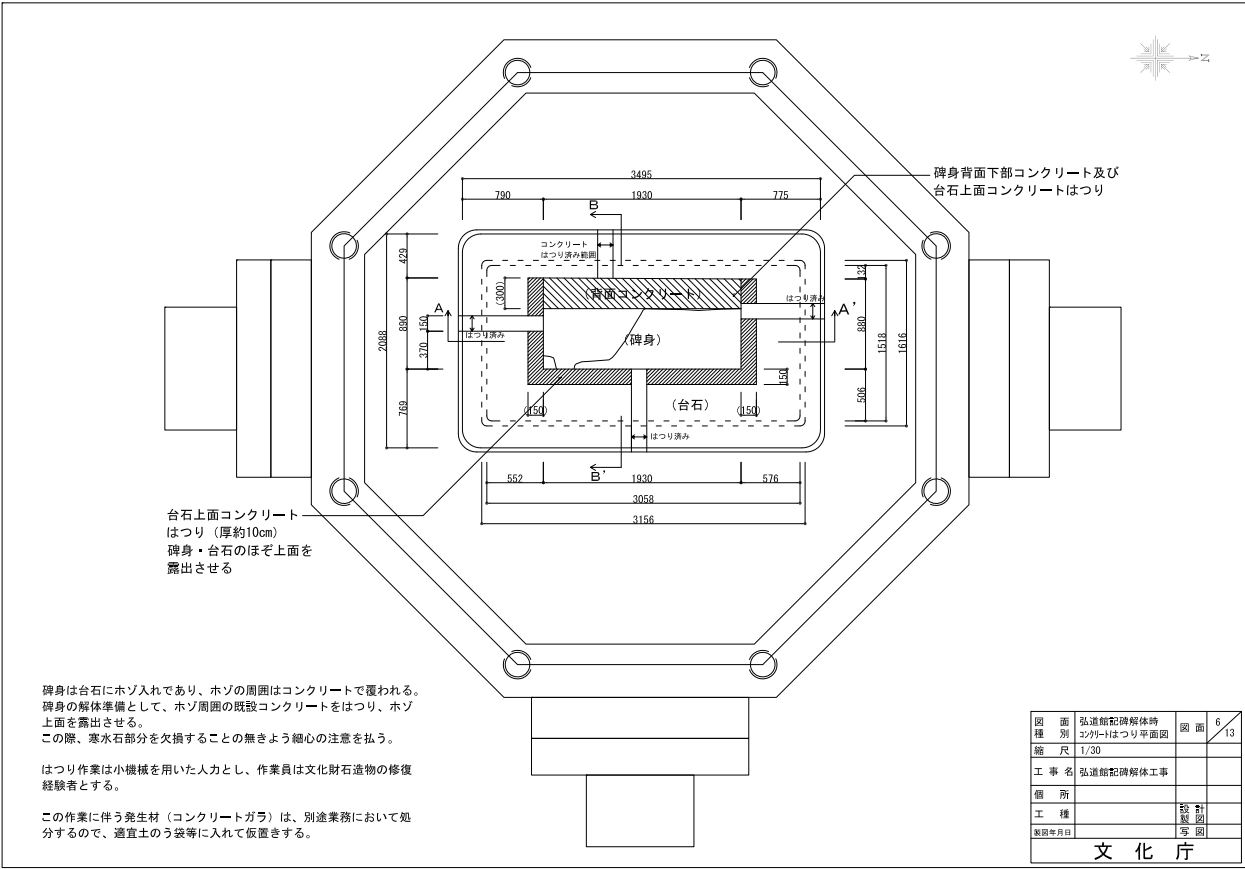 N
碑身背面下部コンクリート及び
台石上面コンクリートはつり
3495
790
1930
775
B
コンクリート
はつり済み範囲
429
132
(300)
(背面コンクリート)
はつり済み
A
A'
890
150
はつり済み
(碑身)
880
2088
370
1518
1616
150
769
(150)
(台石)
(150)
506
はつり済み
B'
552
1930
576
3058
3156
台石上面コンクリート
はつり（厚約10cm）
碑身・台石のほぞ上面を
露出させる
碑身は台石にホゾ入れであり、ホゾの周囲はコンクリートで覆われる。
碑身の解体準備として、ホゾ周囲の既設コンクリートをはつり、ホゾ
上面を露出させる。
この際、寒水石部分を欠損することの無きよう細心の注意を払う。
はつり作業は小機械を用いた人力とし、作業員は文化財石造物の修復
経験者とする。
この作業に伴う発生材（コンクリートガラ）は、別途業務において処
分するので、適宜土のう袋等に入れて仮置きする。
図面種別 弘道館記碑解体時 図面 6/13
コンクリートはつり平面図
縮尺 1/30
工事名 弘道館記碑解体工事
個所
工種 設計製図
製図年月日 写図
文化庁